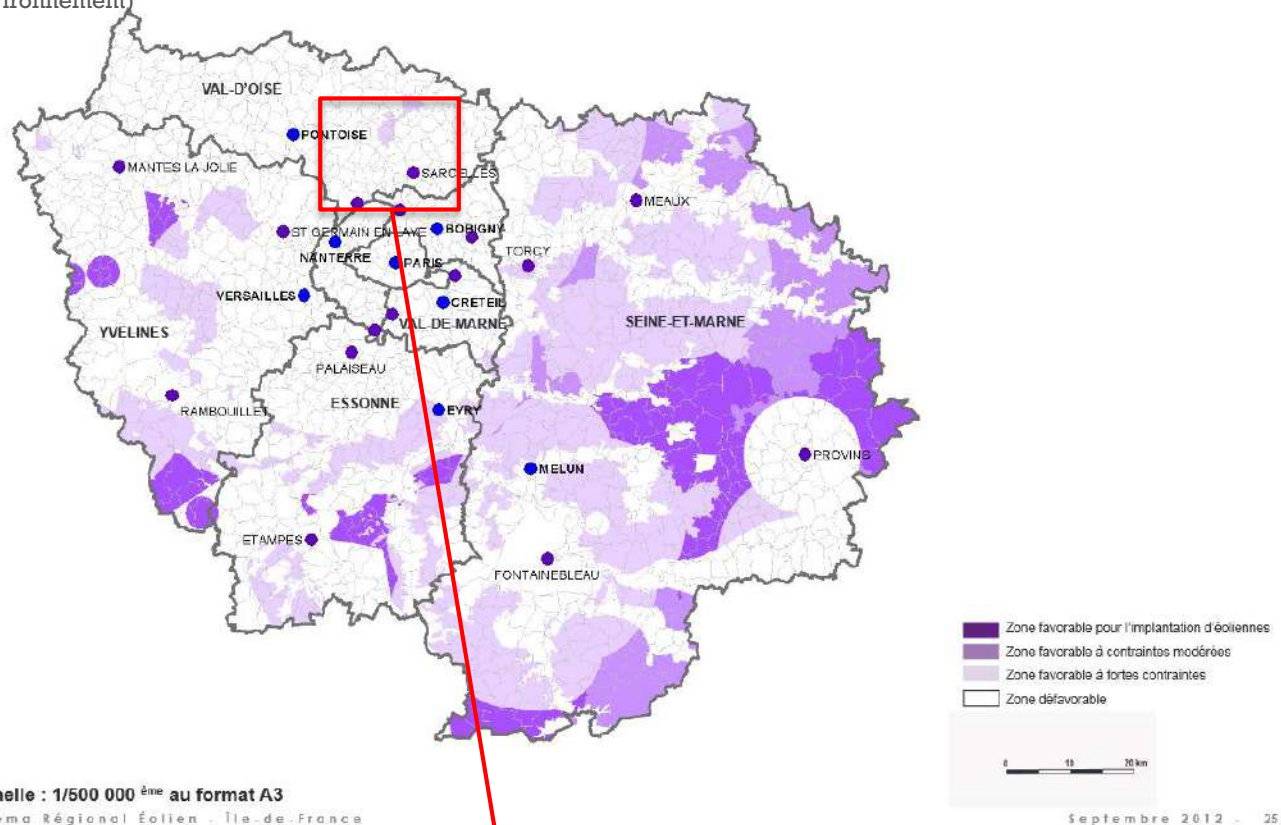 ironnement)
VAL-D'OISE
PONTOISE
MANTES LA JOLIE
SARCELLES
MEAUX
ST GERMAIN EN LAYE
BOBIGNY
NANTERRE
PARIS
TORCY
VERSAILLES
CRETEIL
VAL DE MARNE
SEINE-ET-MARNE
YVELINES
PALAISEAU
RAMBOUILLET
ESSONNE
EVRY
PROVINS
MELUN
ETAMPES
FONTAINEBLEAU
Zone favorable pour l'implantation d'éoliennes
Zone favorable à contraintes modérées
Zone favorable à fortes contraintes
Zone défavorable
0 10 20 km
elle : 1/500 000 ème au format A3
ma Régional Éolien - Île-de-France
Septembre 2012 - 25